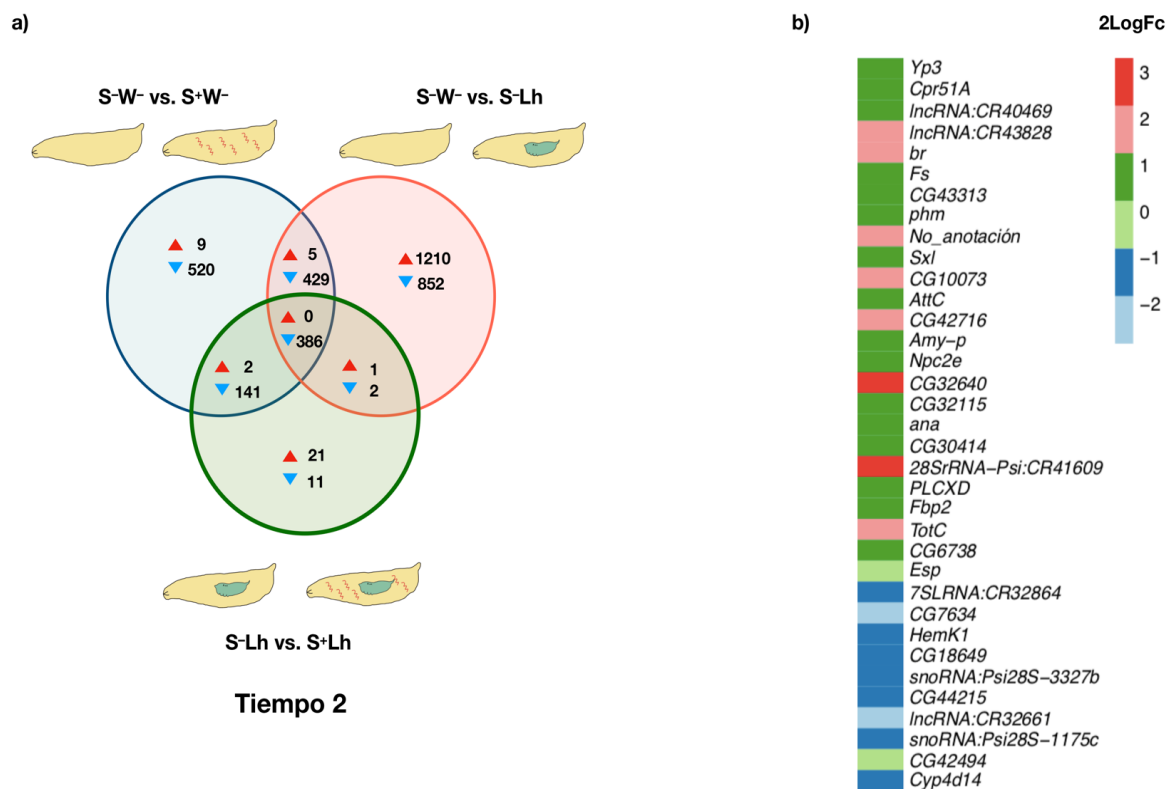 a)
S⁻W⁻ vs. S⁺W⁻
S⁻W⁻ vs. S⁻Lh
9
520
5
429
1210
852
0
386
2
141
1
2
21
11
S⁻Lh vs. S⁺Lh
Tiempo 2
b)
2LogFc
Yp3
Cpr51A
lncRNA:CR40469
lncRNA:CR43828
br
Fs
CG43313
phm
No_anotación
Sxl
CG10073
AttC
CG42716
Amy−p
Npc2e
CG32640
CG32115
ana
CG30414
28SrRNA−Psi:CR41609
PLCXD
Fbp2
TotC
CG6738
Esp
7SLRNA:CR32864
CG7634
HemK1
CG18649
snoRNA:Psi28S−3327b
CG44215
lncRNA:CR32661
snoRNA:Psi28S−1175c
CG42494
Cyp4d14
3
2
1
0
−1
−2